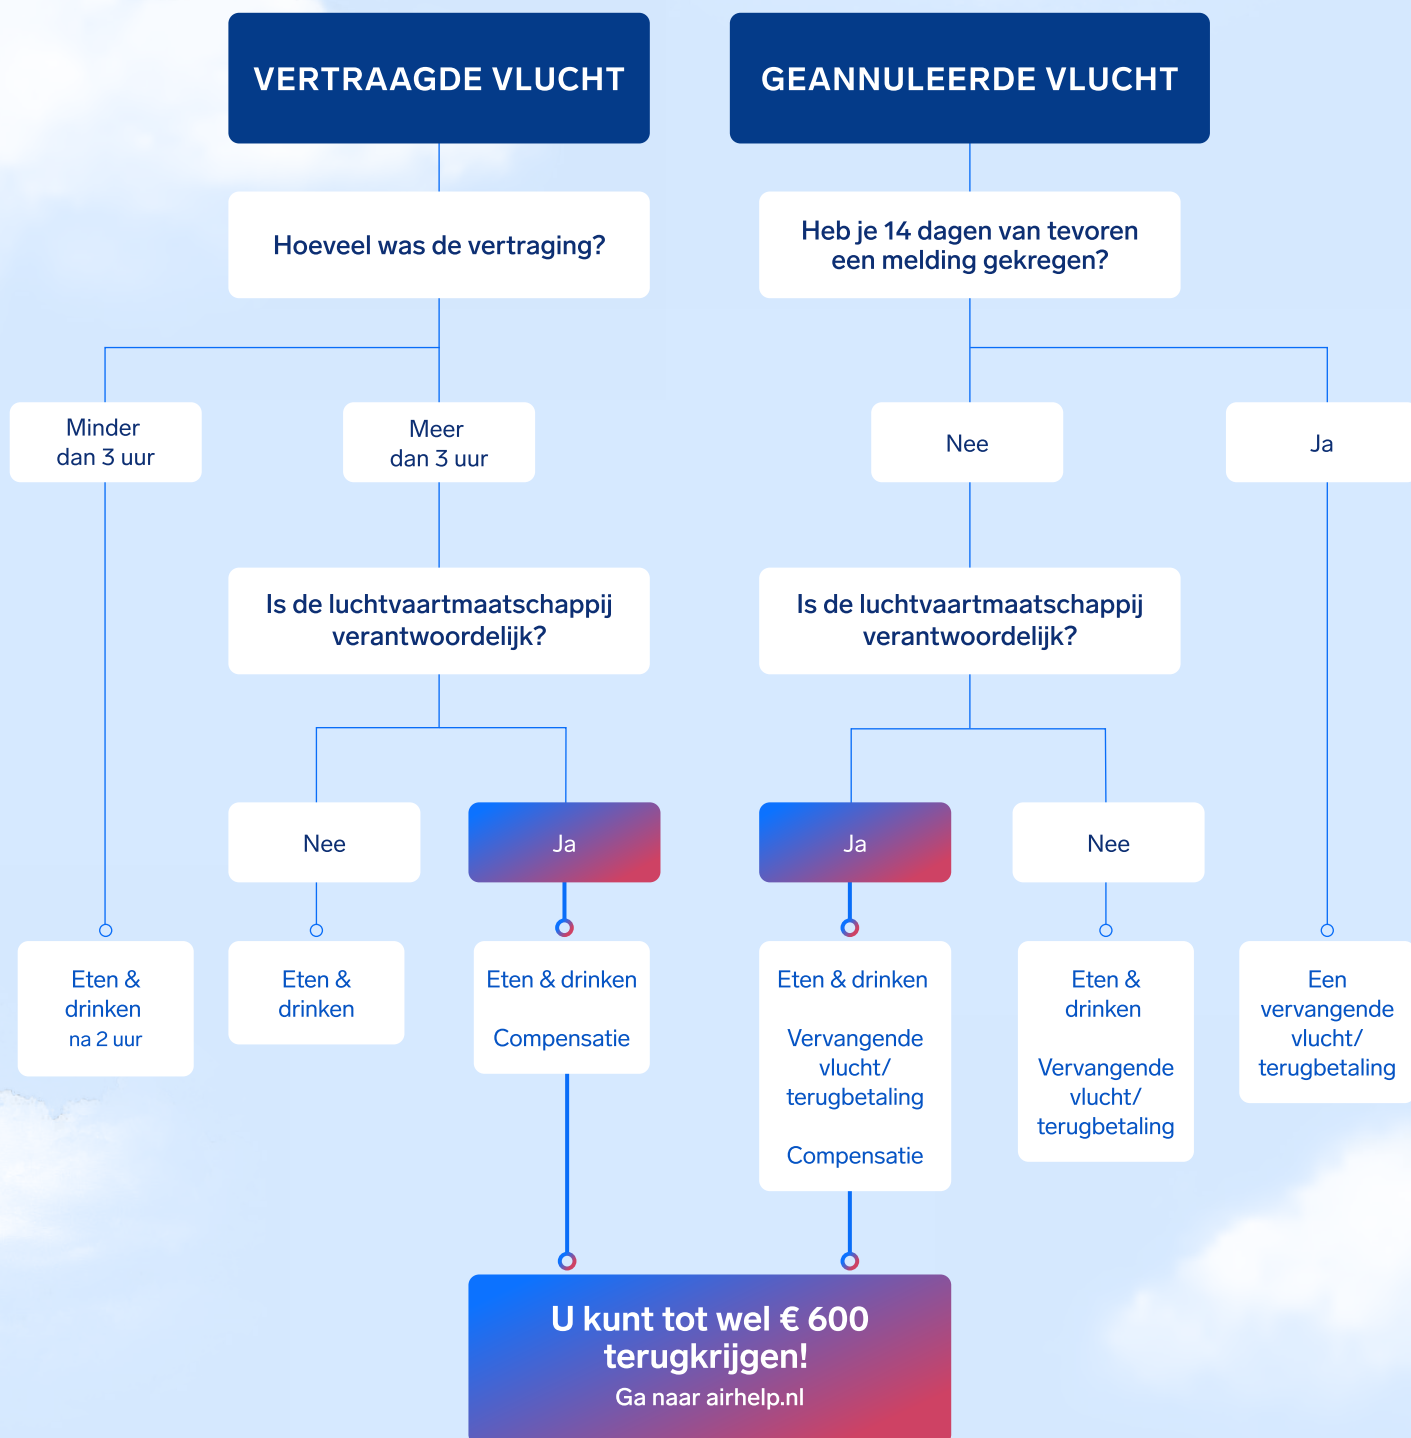 VERTRAAGDE VLUCHT
GEANNULEERDE VLUCHT
Hoeveel was de vertraging?
Heb je 14 dagen van tevoren
een melding gekregen?
Minder
dan 3 uur
Meer
dan 3 uur
Nee
Ja
Is de luchtvaartmaatschappij
verantwoordelijk?
Is de luchtvaartmaatschappij
verantwoordelijk?
Nee
Ja
Ja
Nee
Eten &
drinken
na 2 uur
Eten &
drinken
Eten & drinken
Compensatie
Eten & drinken
Vervangende
vlucht/
terugbetaling
Compensatie
Eten &
drinken
Vervangende
vlucht/
terugbetaling
Een
vervangende
vlucht/
terugbetaling
U kunt tot wel € 600
terugkrijgen!
Ga naar airhelp.nl